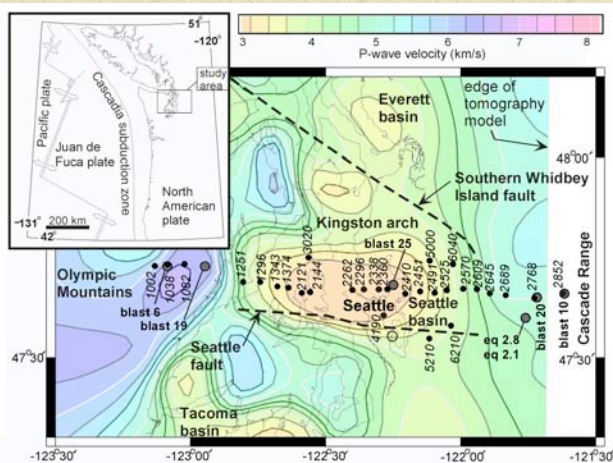 51°
-120°
study
area
Pacific plate
Cascadia subduction zone
Juan de
Fuca plate
North
American
plate
200 km
-131°
42°
3 4 5 6 7 8
P-wave velocity (km/s)
Everett
basin
edge of
tomography
model
48°00'
Southern Whidbey
Island fault
Kingston arch
blast 25
Olympic
Mountains
1002
1038
1082
blast 6
blast 19
1251
1296
1343
1374
2121
2144
3020
2262
2296
2338
2360
2410
2451
2491
5000
2525
6040
2570
2609
2645
2689
2768
2852
blast 20
blast 10
Cascade Range
Seattle
Seattle
basin
4790
5210
6210
eq 2.8
eq 2.1
Seattle
fault
47°30'
Tacoma
basin
-123°30' -123°00' -122°30' -122°00' -121°30'